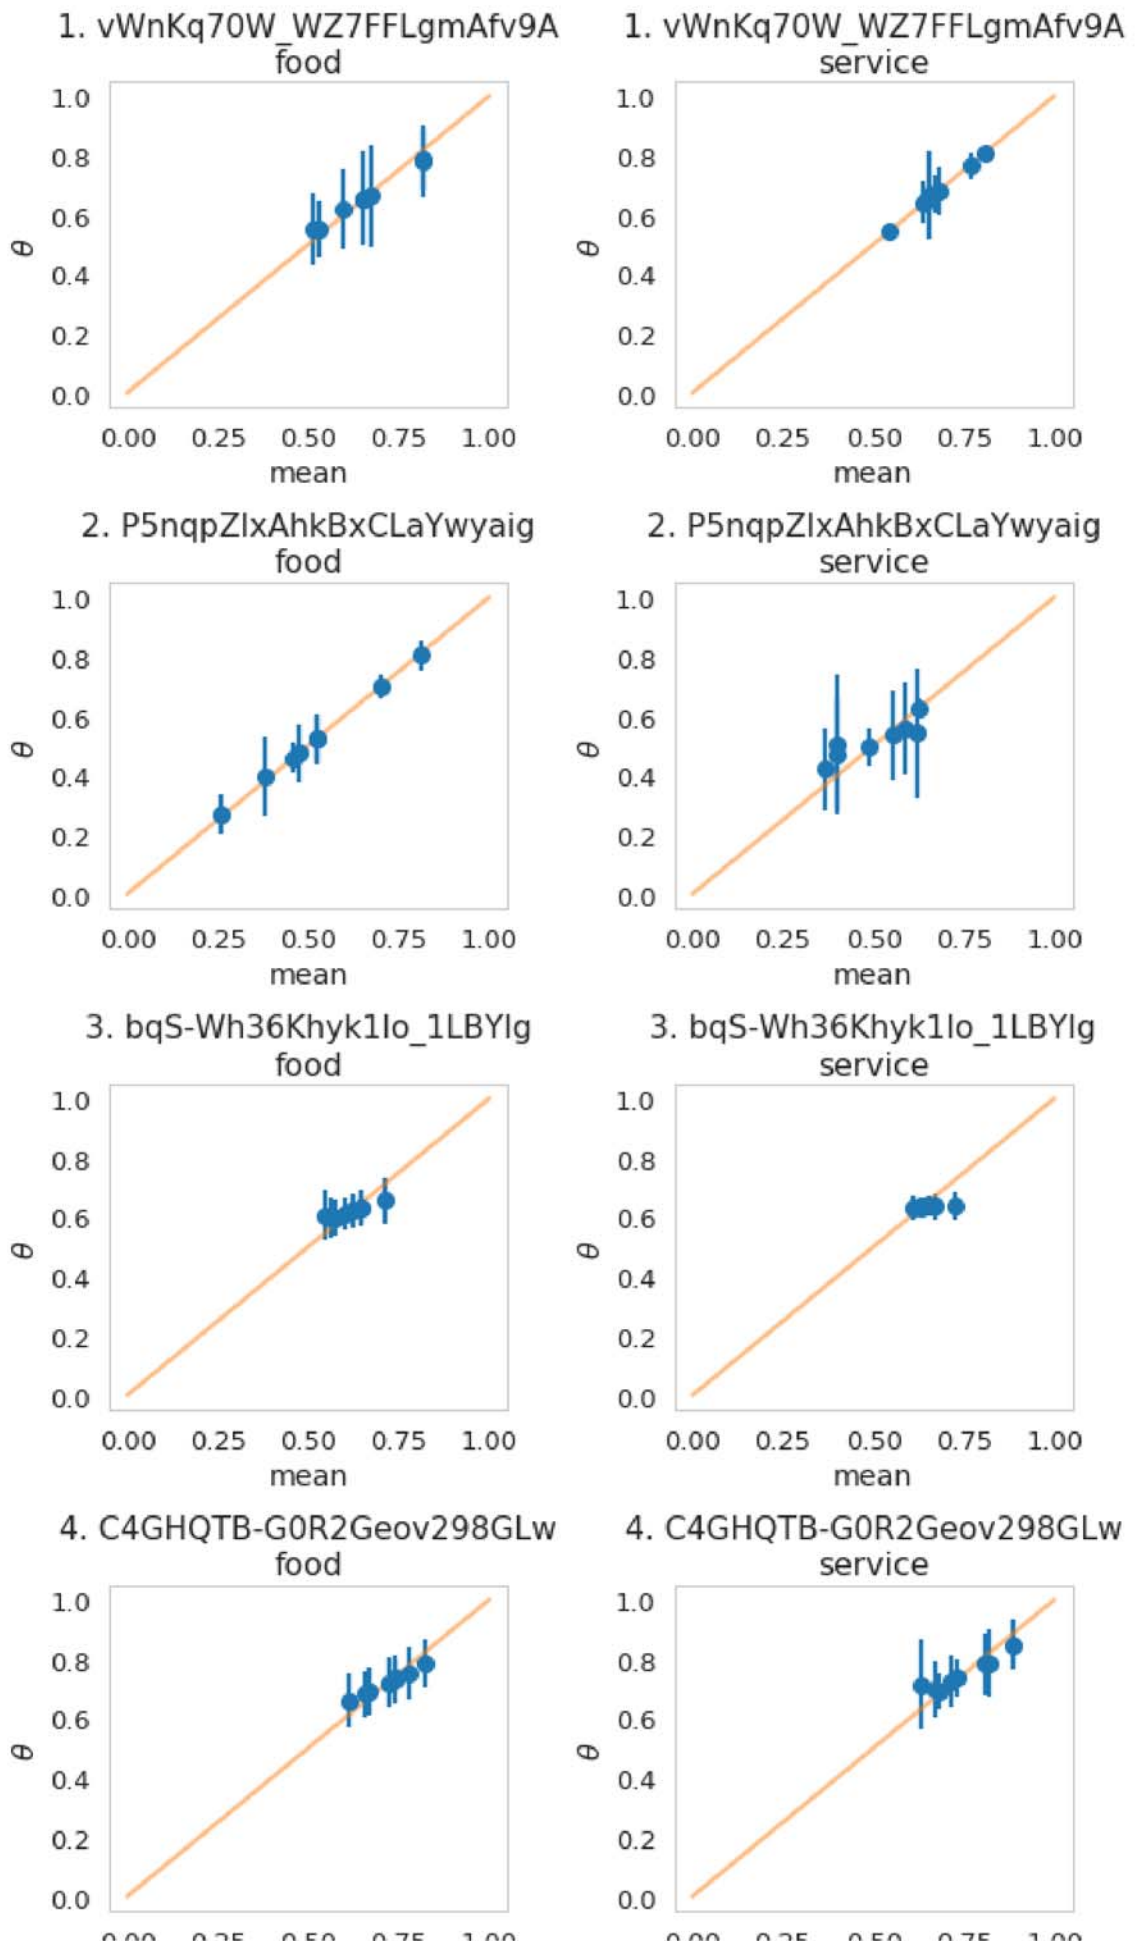 1. vWnKq70W_WZ7FFLgmAfv9A
food
1.0
0.8
0.6
0.4
0.2
0.0
θ
0.00 0.25 0.50 0.75 1.00
mean
1. vWnKq70W_WZ7FFLgmAfv9A
service
1.0
0.8
0.6
0.4
0.2
0.0
θ
0.00 0.25 0.50 0.75 1.00
mean
2. P5nqpZlxAhkBxCLaYwyaig
food
1.0
0.8
0.6
0.4
0.2
0.0
θ
0.00 0.25 0.50 0.75 1.00
mean
2. P5nqpZlxAhkBxCLaYwyaig
service
1.0
0.8
0.6
0.4
0.2
0.0
θ
0.00 0.25 0.50 0.75 1.00
mean
3. bqS-Wh36Khyk1lo_1LBYIg
food
1.0
0.8
0.6
0.4
0.2
0.0
θ
0.00 0.25 0.50 0.75 1.00
mean
3. bqS-Wh36Khyk1lo_1LBYIg
service
1.0
0.8
0.6
0.4
0.2
0.0
θ
0.00 0.25 0.50 0.75 1.00
mean
4. C4GHQTB-G0R2Geov298GLw
food
1.0
0.8
0.6
0.4
0.2
0.0
θ
4. C4GHQTB-G0R2Geov298GLw
service
1.0
0.8
0.6
0.4
0.2
0.0
θ